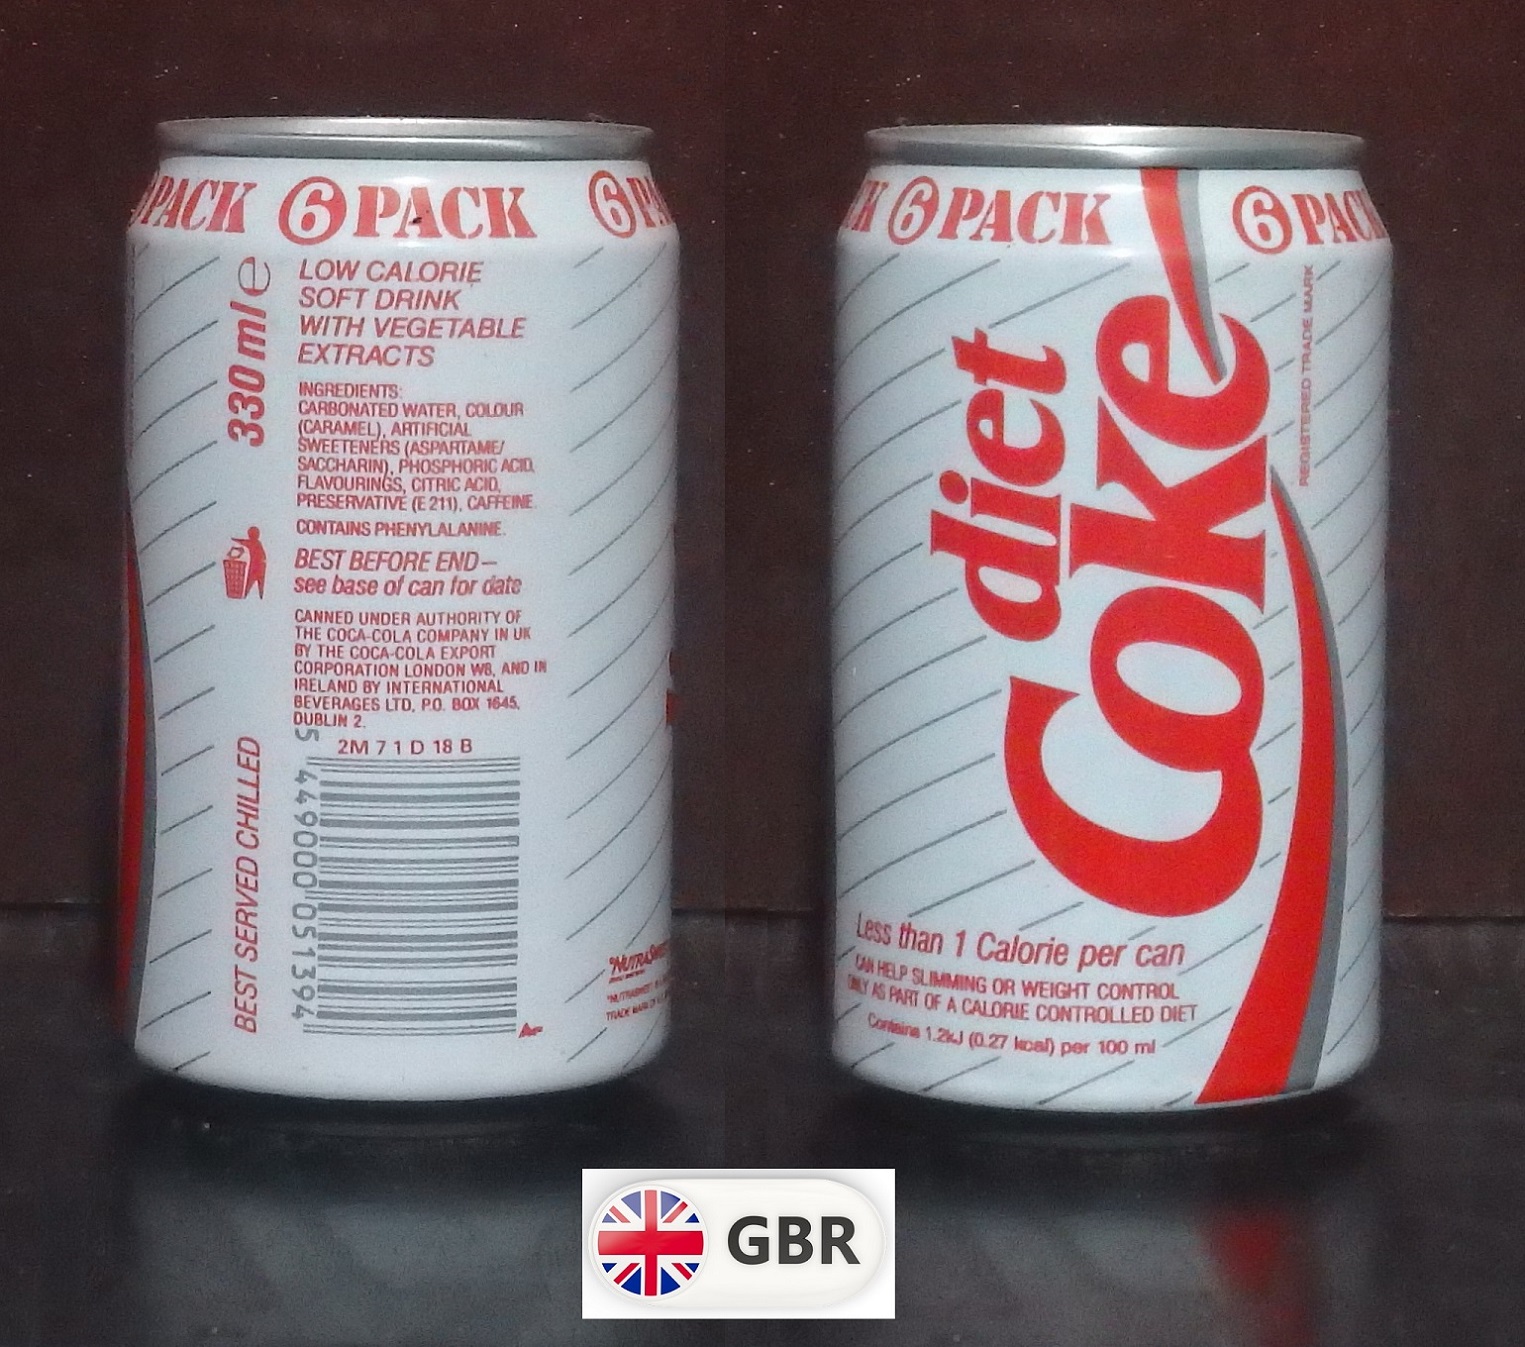 PACK 6 PACK 6
330 ml e
LOW CALORIE
SOFT DRINK
WITH VEGETABLE
EXTRACTS
INGREDIENTS:
CARBONATED WATER, COLOUR
(CARAMEL), ARTIFICIAL
SWEETENERS (ASPARTAME/
SACCHARIN), PHOSPHORIC ACID,
FLAVOURINGS, CITRIC ACID,
PRESERVATIVE (E 211), CAFFEINE.
CONTAINS PHENYLALANINE.
BEST BEFORE END—
see base of can for date
CANNED UNDER AUTHORITY OF
THE COCA-COLA COMPANY IN UK
BY THE COCA-COLA EXPORT
CORPORATION LONDON W6, AND IN
IRELAND BY INTERNATIONAL
BEVERAGES LTD, P.O. BOX 1645,
DUBLIN 2.
2M 7 1 D 18 B
5 449000 051394
BEST SERVED CHILLED
NUTRASWEET
TRADE MARK
6 PACK 6 PACK
diet
Coke
REGISTERED TRADE MARK
Less than 1 Calorie per can
CAN HELP SLIMMING OR WEIGHT CONTROL
ONLY AS PART OF A CALORIE CONTROLLED DIET
Contains 1.2kJ (0.27 kcal) per 100 ml
GBR